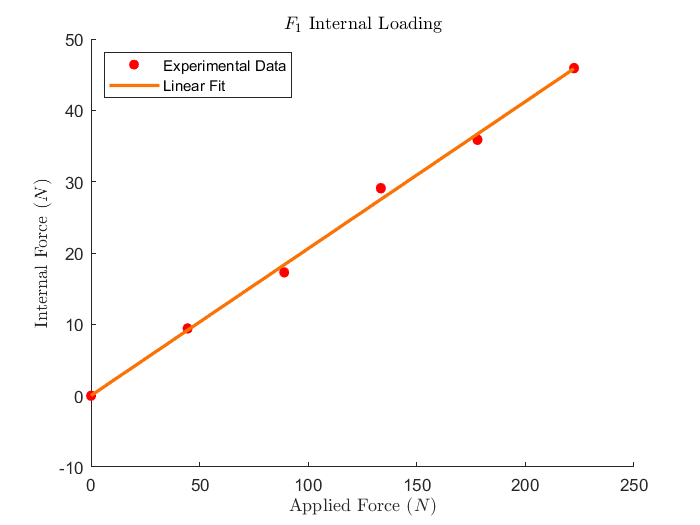 F₁ Internal Loading
Experimental Data
Linear Fit
Internal Force (N)
50
40
30
20
10
0
-10
0 50 100 150 200 250
Applied Force (N)